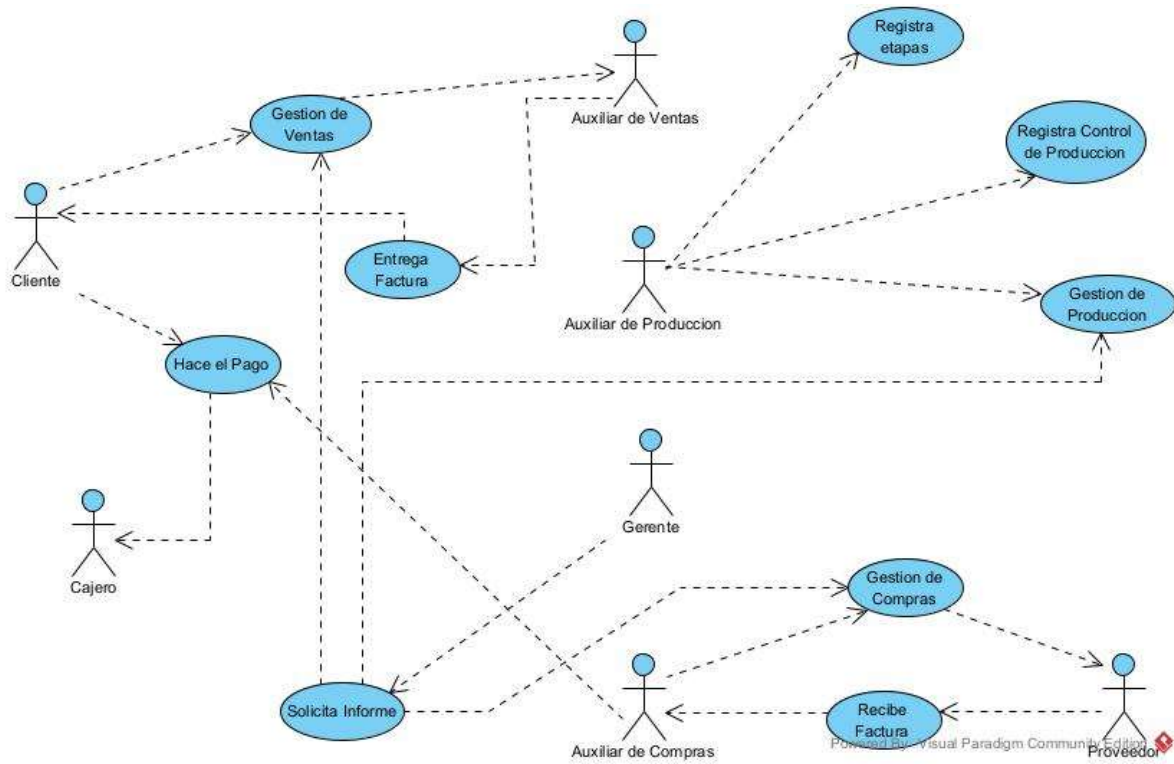 Registra
etapas
Gestion de
Ventas
Auxiliar de Ventas
Registra Control
de Produccion
Cliente
Entrega
Factura
Auxiliar de Produccion
Gestion de
Produccion
Hace el Pago
Gerente
Cajero
Gestion de
Compras
Solicita Informe
Auxiliar de Compras
Recibe
Factura
Proveedor
Powered By Visual Paradigm Community Edition